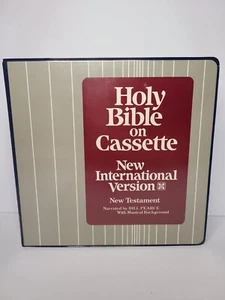 Holy Bible
on
Cassette
New
International
Version
New Testament
Narrated by BILL PEARCE
With Musical Background